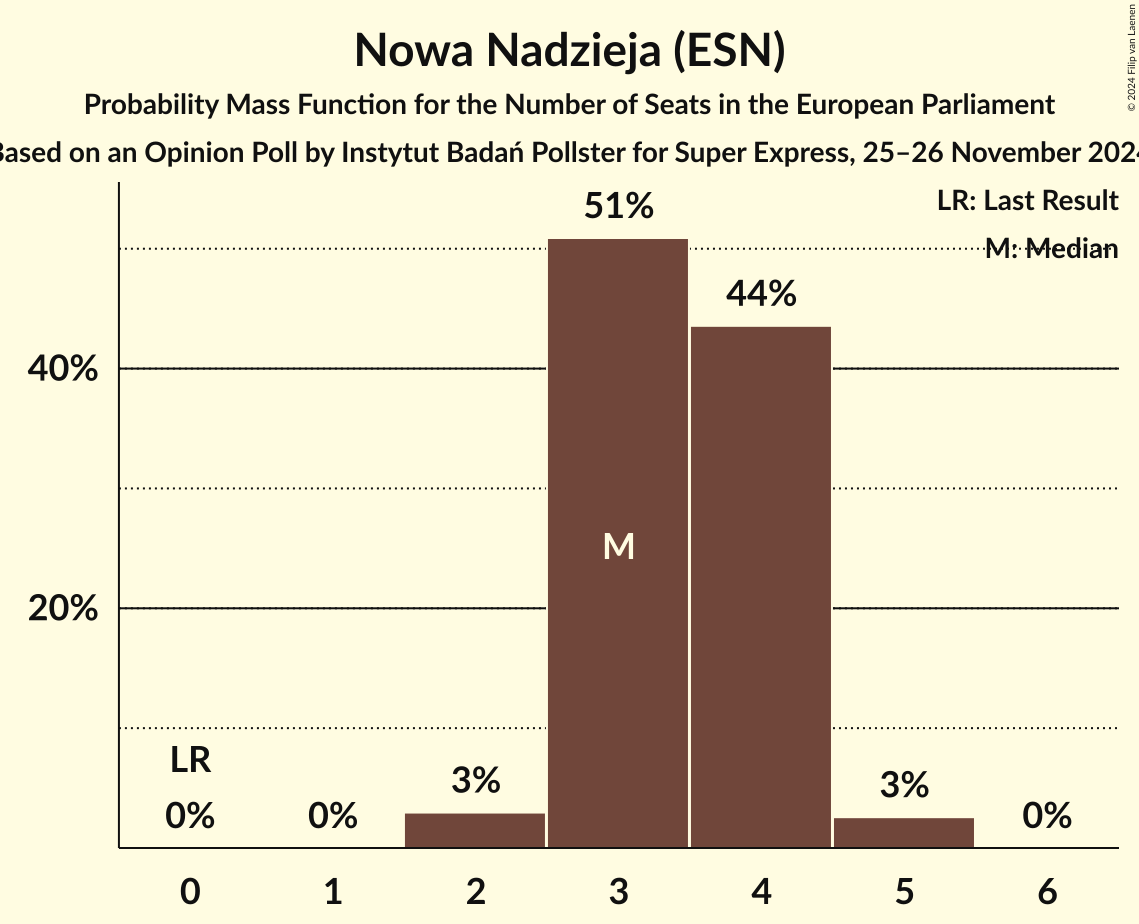 Nowa Nadzieja (ESN)
Probability Mass Function for the Number of Seats in the European Parliament
Based on an Opinion Poll by Instytut Badań Pollster for Super Express, 25–26 November 2024
© 2024 Filip van Laenen
LR: Last Result
M: Median
51%
44%
40%
M
20%
LR
0%
0%
3%
3%
0%
0
1
2
3
4
5
6